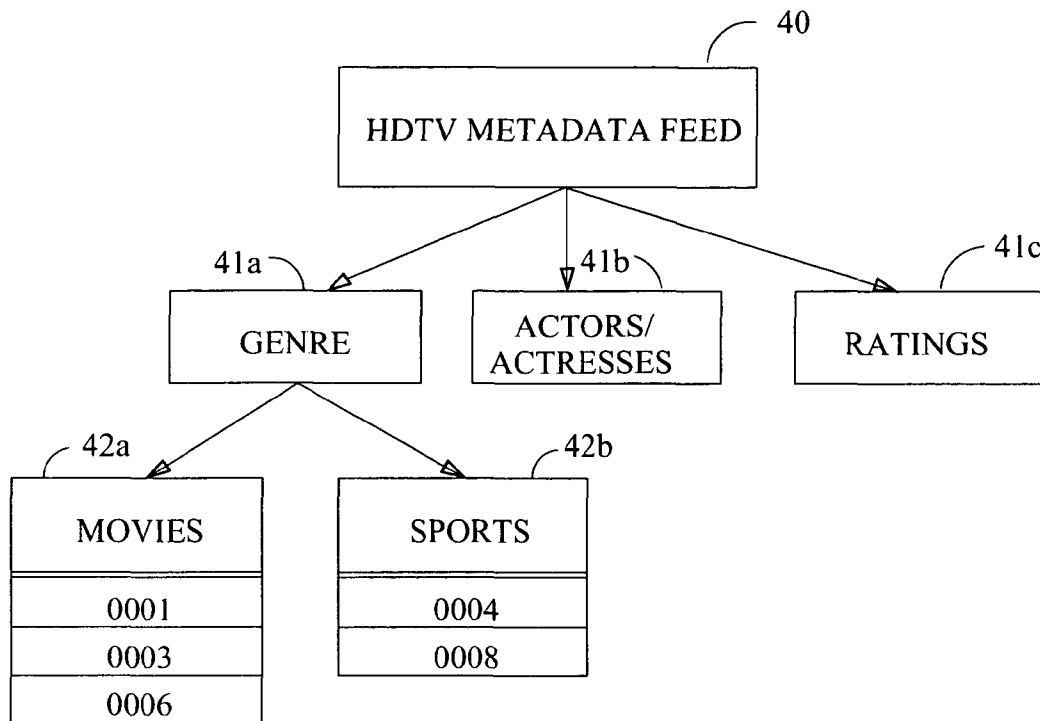 40
HDTV METADATA FEED
41a
41b
41c
GENRE
ACTORS/
ACTRESSES
RATINGS
42a
42b
MOVIES
SPORTS
0001
0004
0003
0008
0006